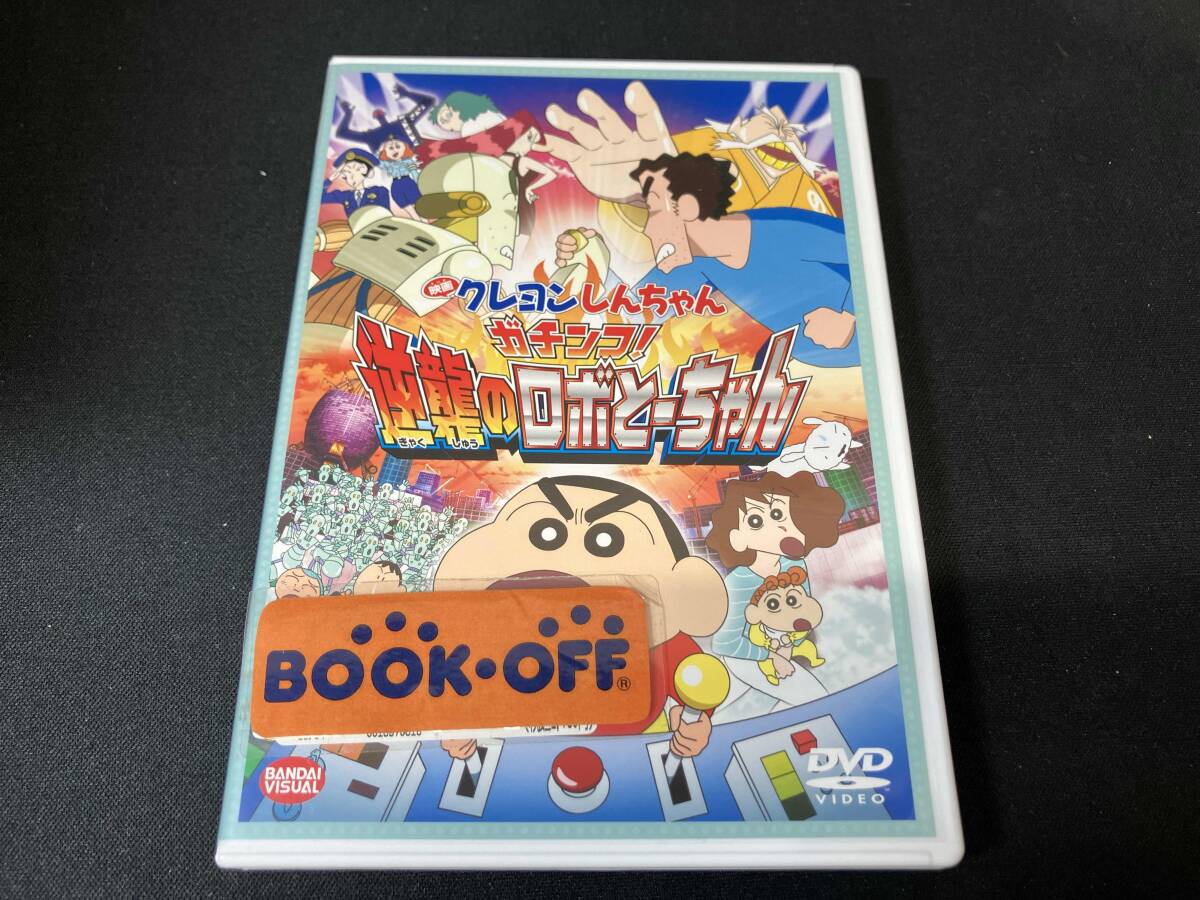 映画 クレヨンしんちゃん
ガチンコ!
逆襲のロボとーちゃん
ぎゃく しゅう
BOOK・OFF®
BANDAI
VISUAL
DVD
VIDEO